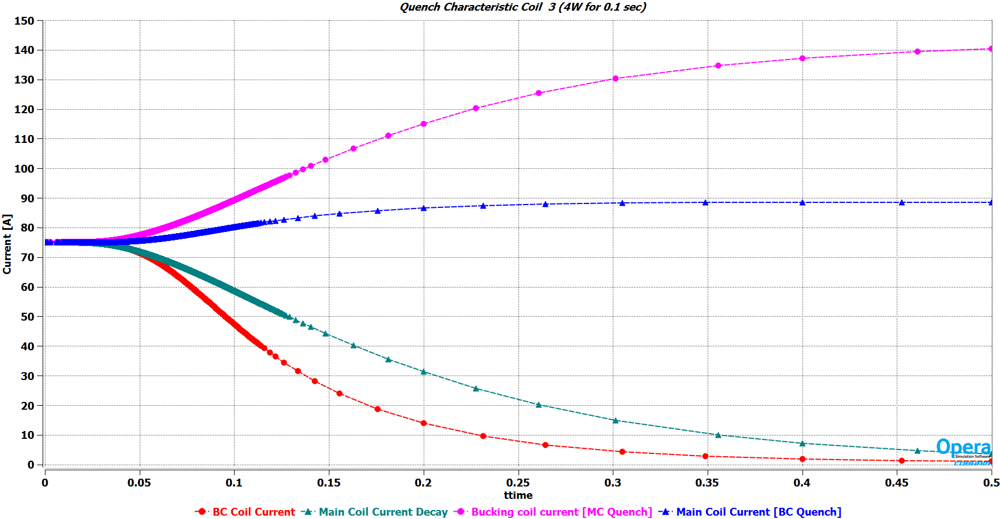 Quench Characteristic Coil  3 (4W for 0.1 sec)
150
140
130
120
110
100
90
80
70
60
50
40
30
20
10
0
Current [A]
0 0.05 0.1 0.15 0.2 0.25 0.3 0.35 0.4 0.45 0.5
ttime
Opera
Simulation Software
COBHAM
BC Coil Current Main Coil Current Decay Bucking coil current [MC Quench] Main Coil Current [BC Quench]